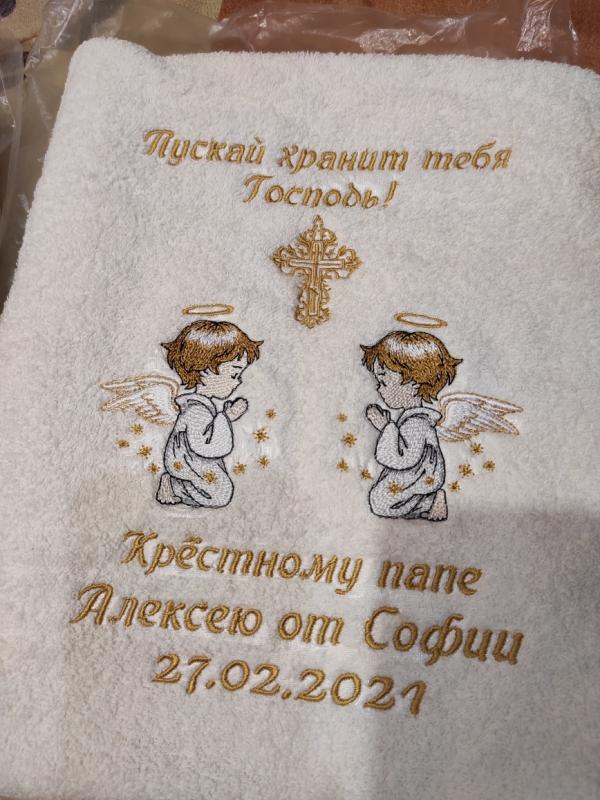 Пускай хранит тебя
Господь!
Крёстному папе
Алексею от Софии
27.02.2021